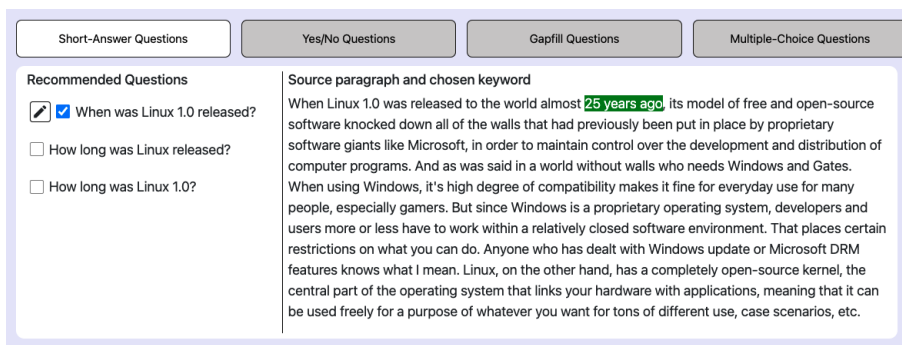 Short-Answer Questions
Yes/No Questions
Gapfill Questions
Multiple-Choice Questions
Recommended Questions
When was Linux 1.0 released?
How long was Linux released?
How long was Linux 1.0?
Source paragraph and chosen keyword
When Linux 1.0 was released to the world almost 25 years ago, its model of free and open-source
software knocked down all of the walls that had previously been put in place by proprietary
software giants like Microsoft, in order to maintain control over the development and distribution of
computer programs. And as was said in a world without walls who needs Windows and Gates.
When using Windows, it's high degree of compatibility makes it fine for everyday use for many
people, especially gamers. But since Windows is a proprietary operating system, developers and
users more or less have to work within a relatively closed software environment. That places certain
restrictions on what you can do. Anyone who has dealt with Windows update or Microsoft DRM
features knows what I mean. Linux, on the other hand, has a completely open-source kernel, the
central part of the operating system that links your hardware with applications, meaning that it can
be used freely for a purpose of whatever you want for tons of different use, case scenarios, etc.